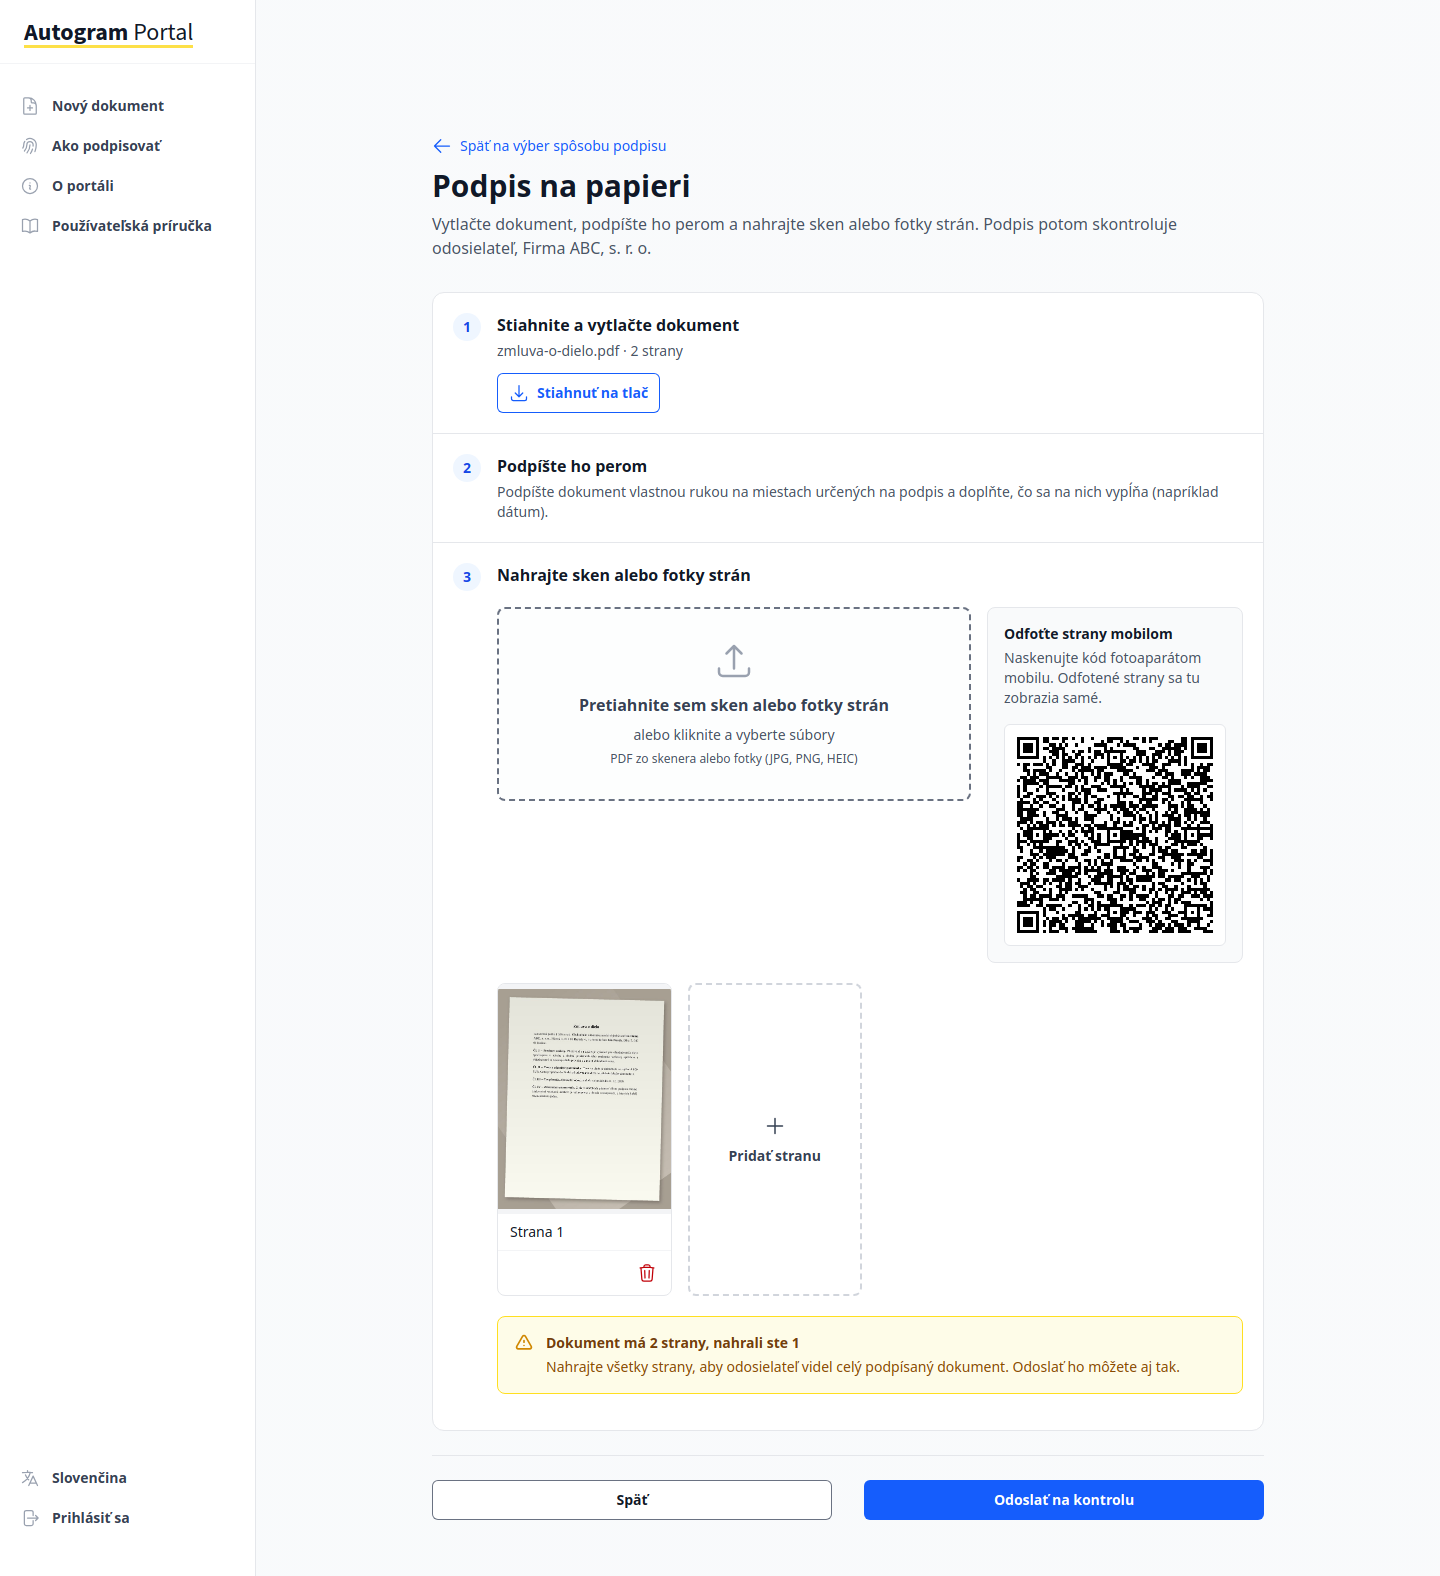 Autogram Portal
Nový dokument
Ako podpisovať
O portáli
Používateľská príručka
Slovenčina
Prihlásiť sa
Späť na výber spôsobu podpisu
Podpis na papieri
Vytlačte dokument, podpíšte ho perom a nahrajte sken alebo fotky strán. Podpis potom skontroluje
odosielateľ, Firma ABC, s. r. o.
1
Stiahnite a vytlačte dokument
zmluva-o-dielo.pdf · 2 strany
Stiahnuť na tlač
2
Podpíšte ho perom
Podpíšte dokument vlastnou rukou na miestach určených na podpis a doplňte, čo sa na nich vypĺňa (napríklad
dátum).
3
Nahrajte sken alebo fotky strán
Pretiahnite sem sken alebo fotky strán
alebo kliknite a vyberte súbory
PDF zo skenera alebo fotky (JPG, PNG, HEIC)
Odfoťte strany mobilom
Naskenujte kód fotoaparátom
mobilu. Odfotené strany sa tu
zobrazia samé.
Strana 1
Pridať stranu
Dokument má 2 strany, nahrali ste 1
Nahrajte všetky strany, aby odosielateľ videl celý podpísaný dokument. Odoslať ho môžete aj tak.
Späť
Odoslať na kontrolu